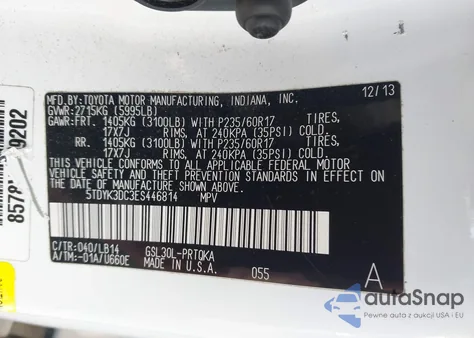 MFD. BY: TOYOTA MOTOR MANUFACTURING, INDIANA, INC. 12/13
GVWR: 2715KG (5995LB)
GAWR: FRT. 1405KG (3100LB) WITH P235/60R17 TIRES,
17X7J RIMS, AT 240KPA (35PSI) COLD.
RR. 1405KG (3100LB) WITH P235/60R17 TIRES,
17X7J RIMS, AT 240KPA (35PSI) COLD.
THIS VEHICLE CONFORMS TO ALL APPLICABLE FEDERAL MOTOR
VEHICLE SAFETY AND BUMPER STANDARDS IN EFFECT ON THE
DATE OF MANUFACTURE SHOWN ABOVE.
5TDYK3DC3ES446814 MPV
C/TR: 040/LB14 GSL30L-PRTQKA
A/TM: -01A/U660E MADE IN U.S.A. 055 A
autoSnap
Pewne auta z aukcji USA i EU